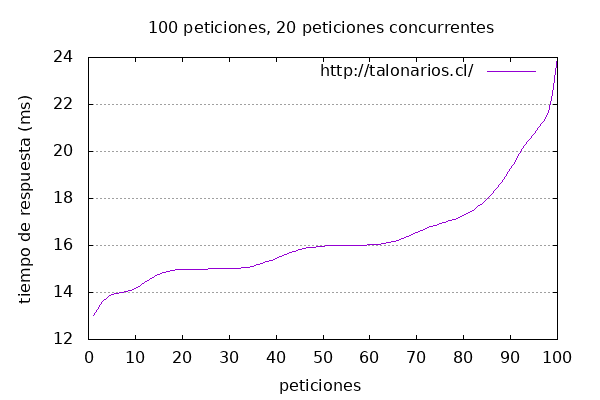 100 peticiones, 20 peticiones concurrentes
http://talonarios.cl/
tiempo de respuesta (ms)
24
22
20
18
16
14
12
0 10 20 30 40 50 60 70 80 90 100
peticiones